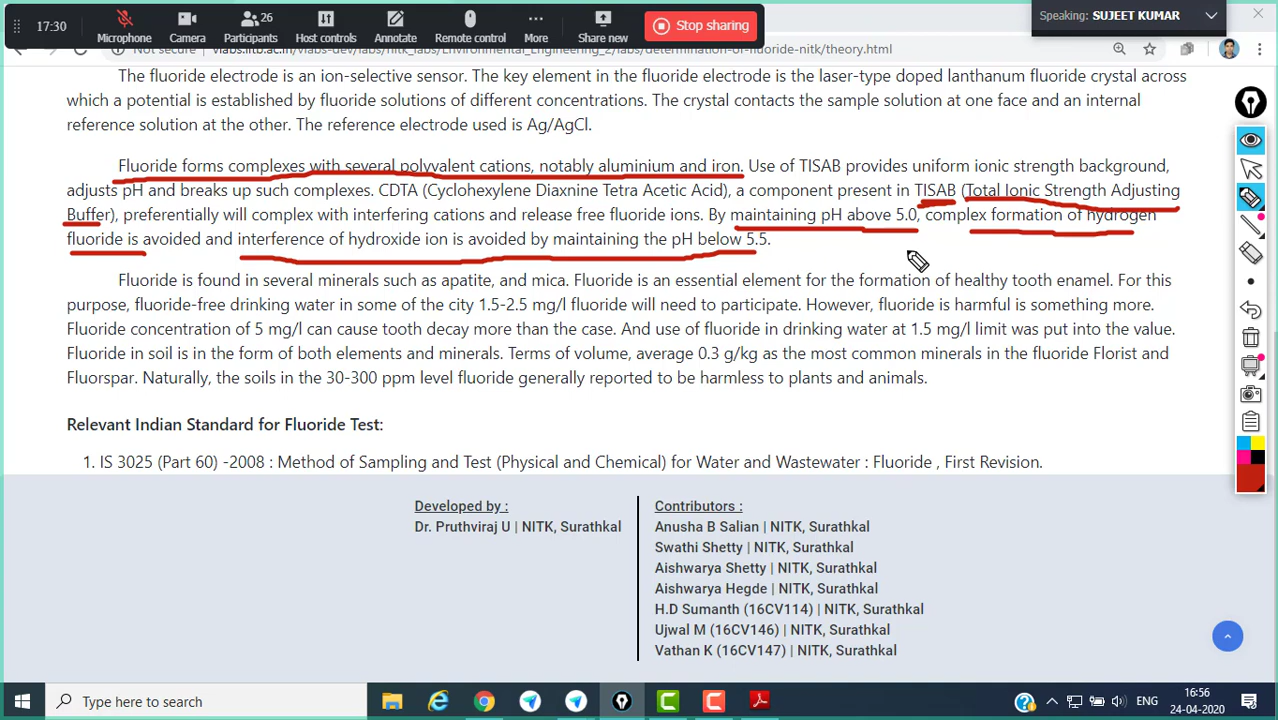 17:30
Microphone
Camera
26
Participants
Host controls
Annotate
Remote control
More
Share new
Stop sharing
Speaking: SUJEET KUMAR
Not secure
vlabs.iitb.ac.in/vlabs-dev/labs/nitk_labs/Environmental_Engineering_2/labs/determination-of-fluoride-nitk/theory.html
The fluoride electrode is an ion-selective sensor. The key element in the fluoride electrode is the laser-type doped lanthanum fluoride crystal across
which a potential is established by fluoride solutions of different concentrations. The crystal contacts the sample solution at one face and an internal
reference solution at the other. The reference electrode used is Ag/AgCl.
Fluoride forms complexes with several polyvalent cations, notably aluminium and iron. Use of TISAB provides uniform ionic strength background,
adjusts pH and breaks up such complexes. CDTA (Cyclohexylene Diaxnine Tetra Acetic Acid), a component present in TISAB (Total Ionic Strength Adjusting
Buffer), preferentially will complex with interfering cations and release free fluoride ions. By maintaining pH above 5.0, complex formation of hydrogen
fluoride is avoided and interference of hydroxide ion is avoided by maintaining the pH below 5.5.
Fluoride is found in several minerals such as apatite, and mica. Fluoride is an essential element for the formation of healthy tooth enamel. For this
purpose, fluoride-free drinking water in some of the city 1.5-2.5 mg/l fluoride will need to participate. However, fluoride is harmful is something more.
Fluoride concentration of 5 mg/l can cause tooth decay more than the case. And use of fluoride in drinking water at 1.5 mg/l limit was put into the value.
Fluoride in soil is in the form of both elements and minerals. Terms of volume, average 0.3 g/kg as the most common minerals in the fluoride Florist and
Fluorspar. Naturally, the soils in the 30-300 ppm level fluoride generally reported to be harmless to plants and animals.
Relevant Indian Standard for Fluoride Test:
1. IS 3025 (Part 60) -2008 : Method of Sampling and Test (Physical and Chemical) for Water and Wastewater : Fluoride , First Revision.
Developed by :
Dr. Pruthviraj U | NITK, Surathkal
Contributors :
Anusha B Salian | NITK, Surathkal
Swathi Shetty | NITK, Surathkal
Aishwarya Shetty | NITK, Surathkal
Aishwarya Hegde | NITK, Surathkal
H.D Sumanth (16CV114) | NITK, Surathkal
Ujwal M (16CV146) | NITK, Surathkal
Vathan K (16CV147) | NITK, Surathkal
Type here to search
ENG
16:56
24-04-2020